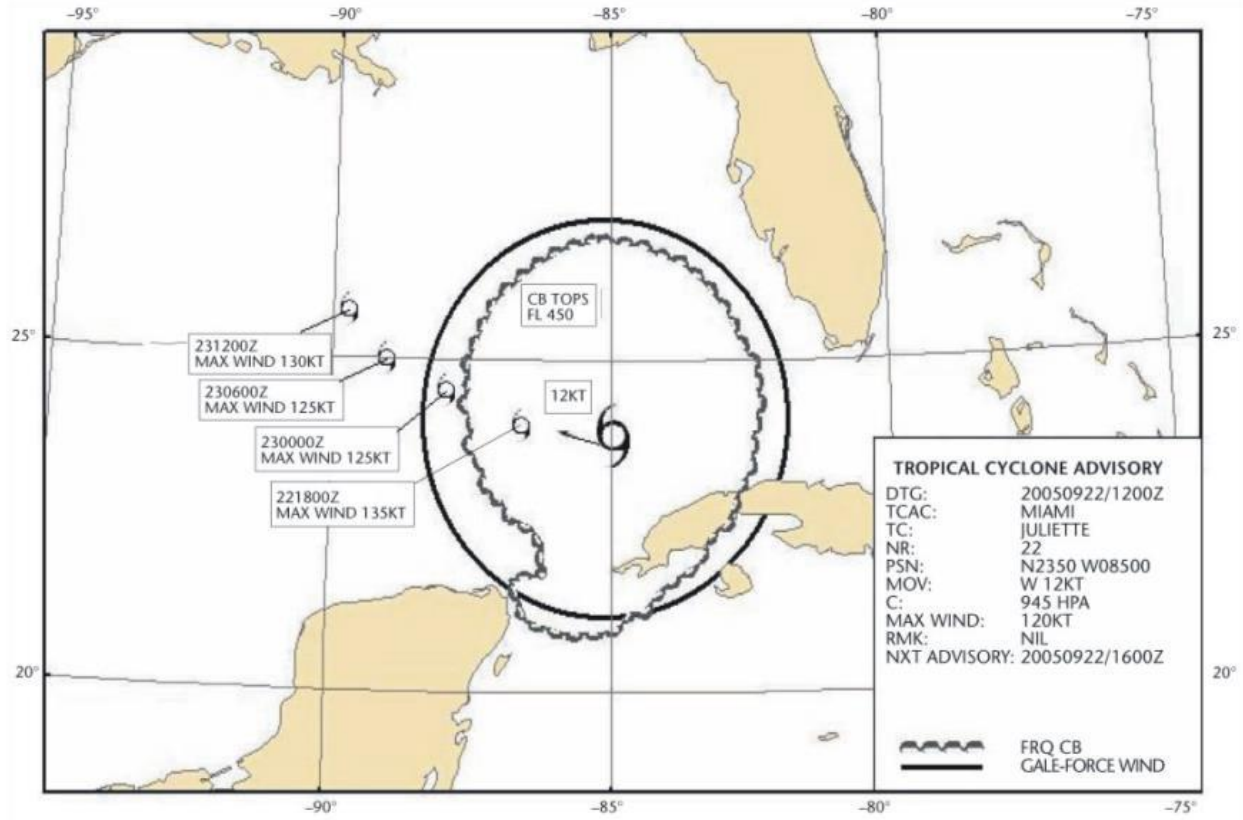 −95°
−90°
−85°
−80°
−75°
CB TOPS
FL 450
25°
25°
231200Z
MAX WIND 130KT
230600Z
MAX WIND 125KT
12KT
230000Z
MAX WIND 125KT
221800Z
MAX WIND 135KT
TROPICAL CYCLONE ADVISORY
DTG: 20050922/1200Z
TCAC: MIAMI
TC: JULIETTE
NR: 22
PSN: N2350 W08500
MOV: W 12KT
C: 945 HPA
MAX WIND: 120KT
RMK: NIL
NXT ADVISORY: 20050922/1600Z
20°
20°
FRQ CB
GALE-FORCE WIND
−90°
−85°
−80°
−75°